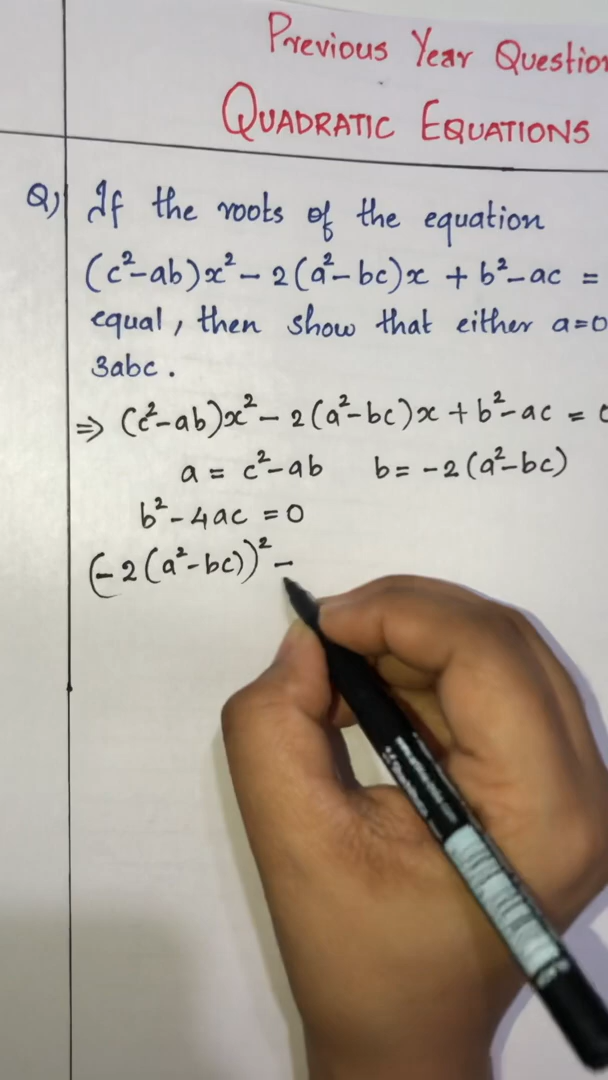 Previous Year Question
QUADRATIC EQUATIONS
Q) If the roots of the equation
(c²-ab)x² - 2(a²-bc)x + b²-ac =
equal, then show that either a=0
3abc.
⇒ (c²-ab)x² - 2(a²-bc)x + b²-ac = 0
a = c²-ab b = -2(a²-bc)
b² - 4ac = 0
(-2(a²-bc))² -